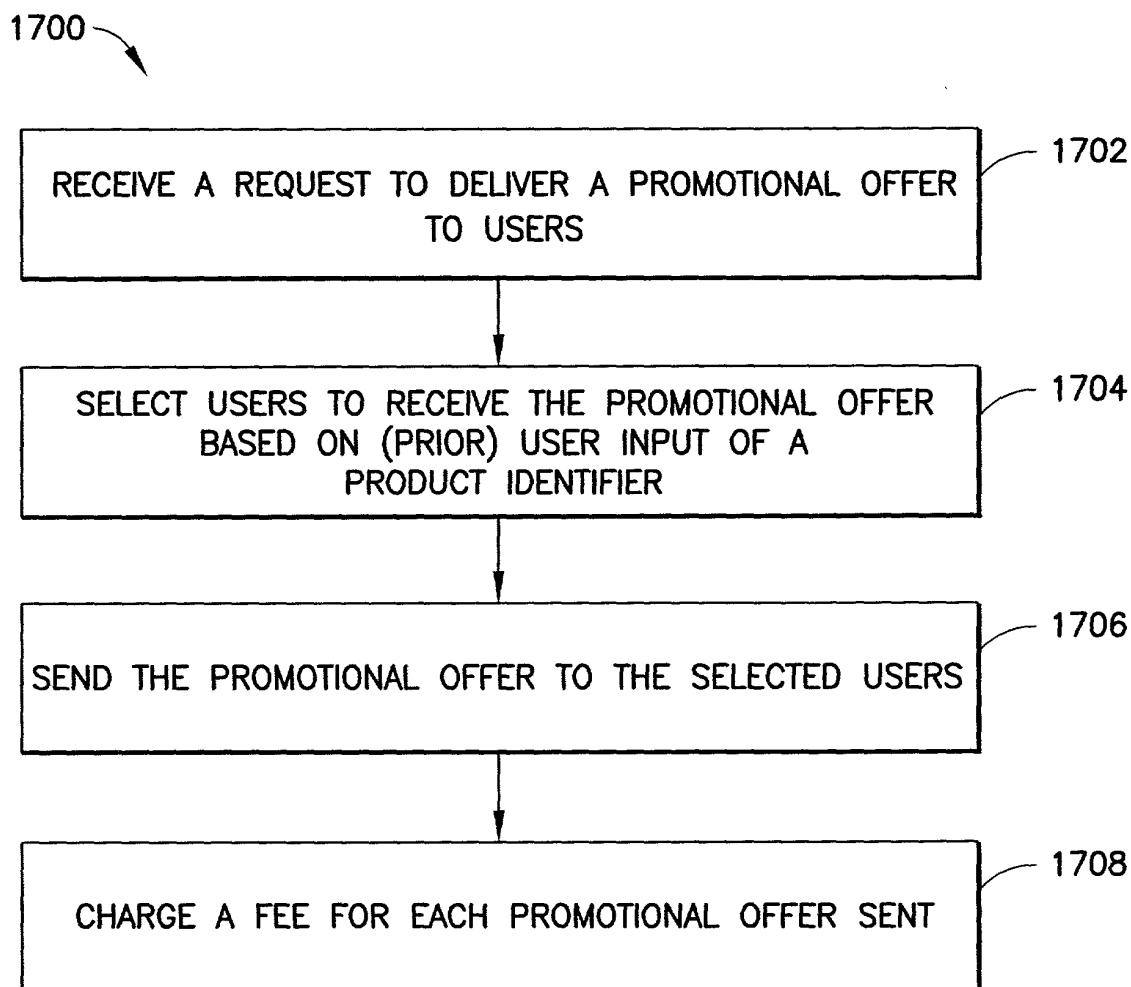 1700
RECEIVE A REQUEST TO DELIVER A PROMOTIONAL OFFER
TO USERS
1702
SELECT USERS TO RECEIVE THE PROMOTIONAL OFFER
BASED ON (PRIOR) USER INPUT OF A
PRODUCT IDENTIFIER
1704
SEND THE PROMOTIONAL OFFER TO THE SELECTED USERS
1706
CHARGE A FEE FOR EACH PROMOTIONAL OFFER SENT
1708